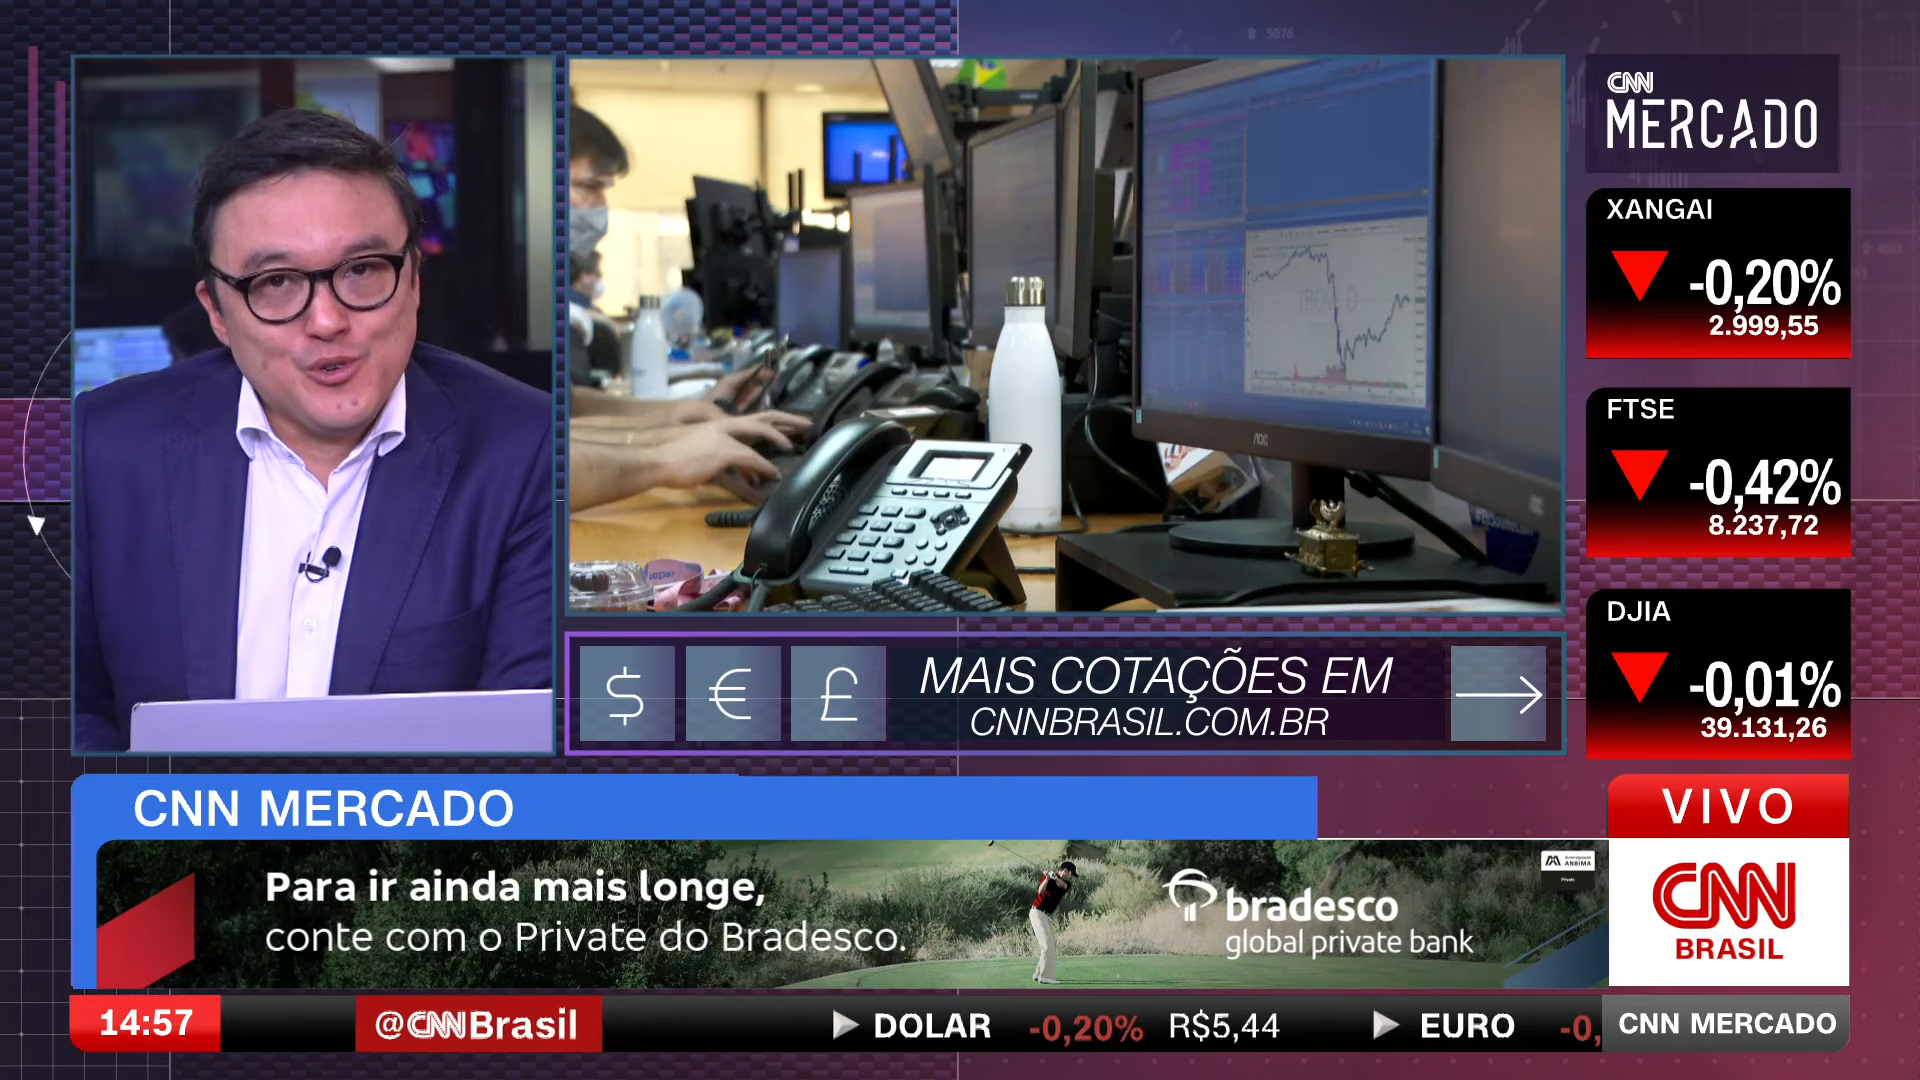 CNN
MERCADO
XANGAI
-0,20%
2.999,55
FTSE
-0,42%
8.237,72
DJIA
-0,01%
39.131,26
AOC
$ € £
MAIS COTAÇÕES EM
CNNBRASIL.COM.BR
CNN MERCADO
VIVO
Para ir ainda mais longe,
conte com o Private do Bradesco.
bradesco
global private bank
ANBIMA
Private
CNN
BRASIL
14:57
@CNNBrasil
DOLAR -0,20% R$5,44
EURO -0,
CNN MERCADO